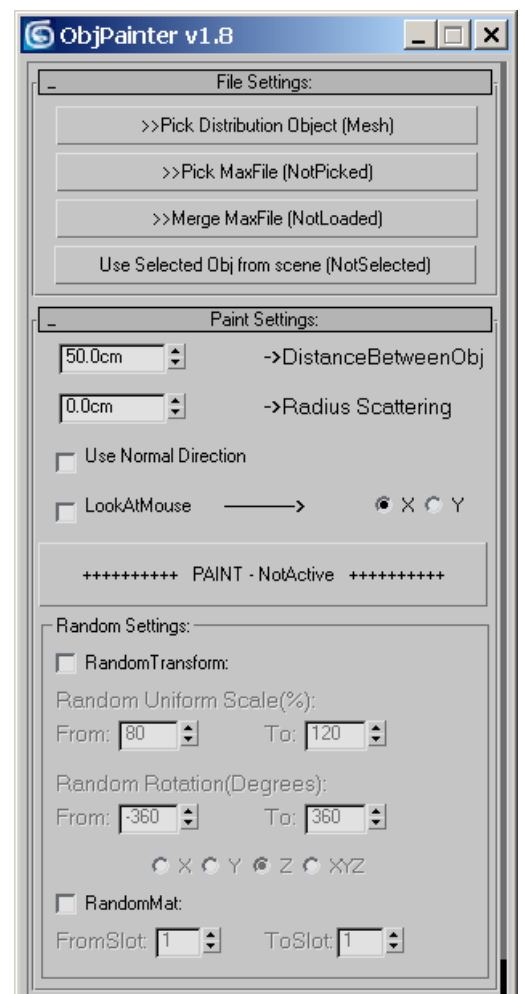 ObjPainter v1.8
File Settings:
>>Pick Distribution Object (Mesh)
>>Pick MaxFile (NotPicked)
>>Merge MaxFile (NotLoaded)
Use Selected Obj from scene (NotSelected)
Paint Settings:
50.0cm ->DistanceBetweenObj
0.0cm ->Radius Scattering
Use Normal Direction
LookAtMouse ————> X Y
++++++++++ PAINT - NotActive ++++++++++
Random Settings:
RandomTransform:
Random Uniform Scale(%):
From: 80 To: 120
Random Rotation(Degrees):
From: -360 To: 360
X Y Z XYZ
RandomMat:
FromSlot: 1 ToSlot: 1